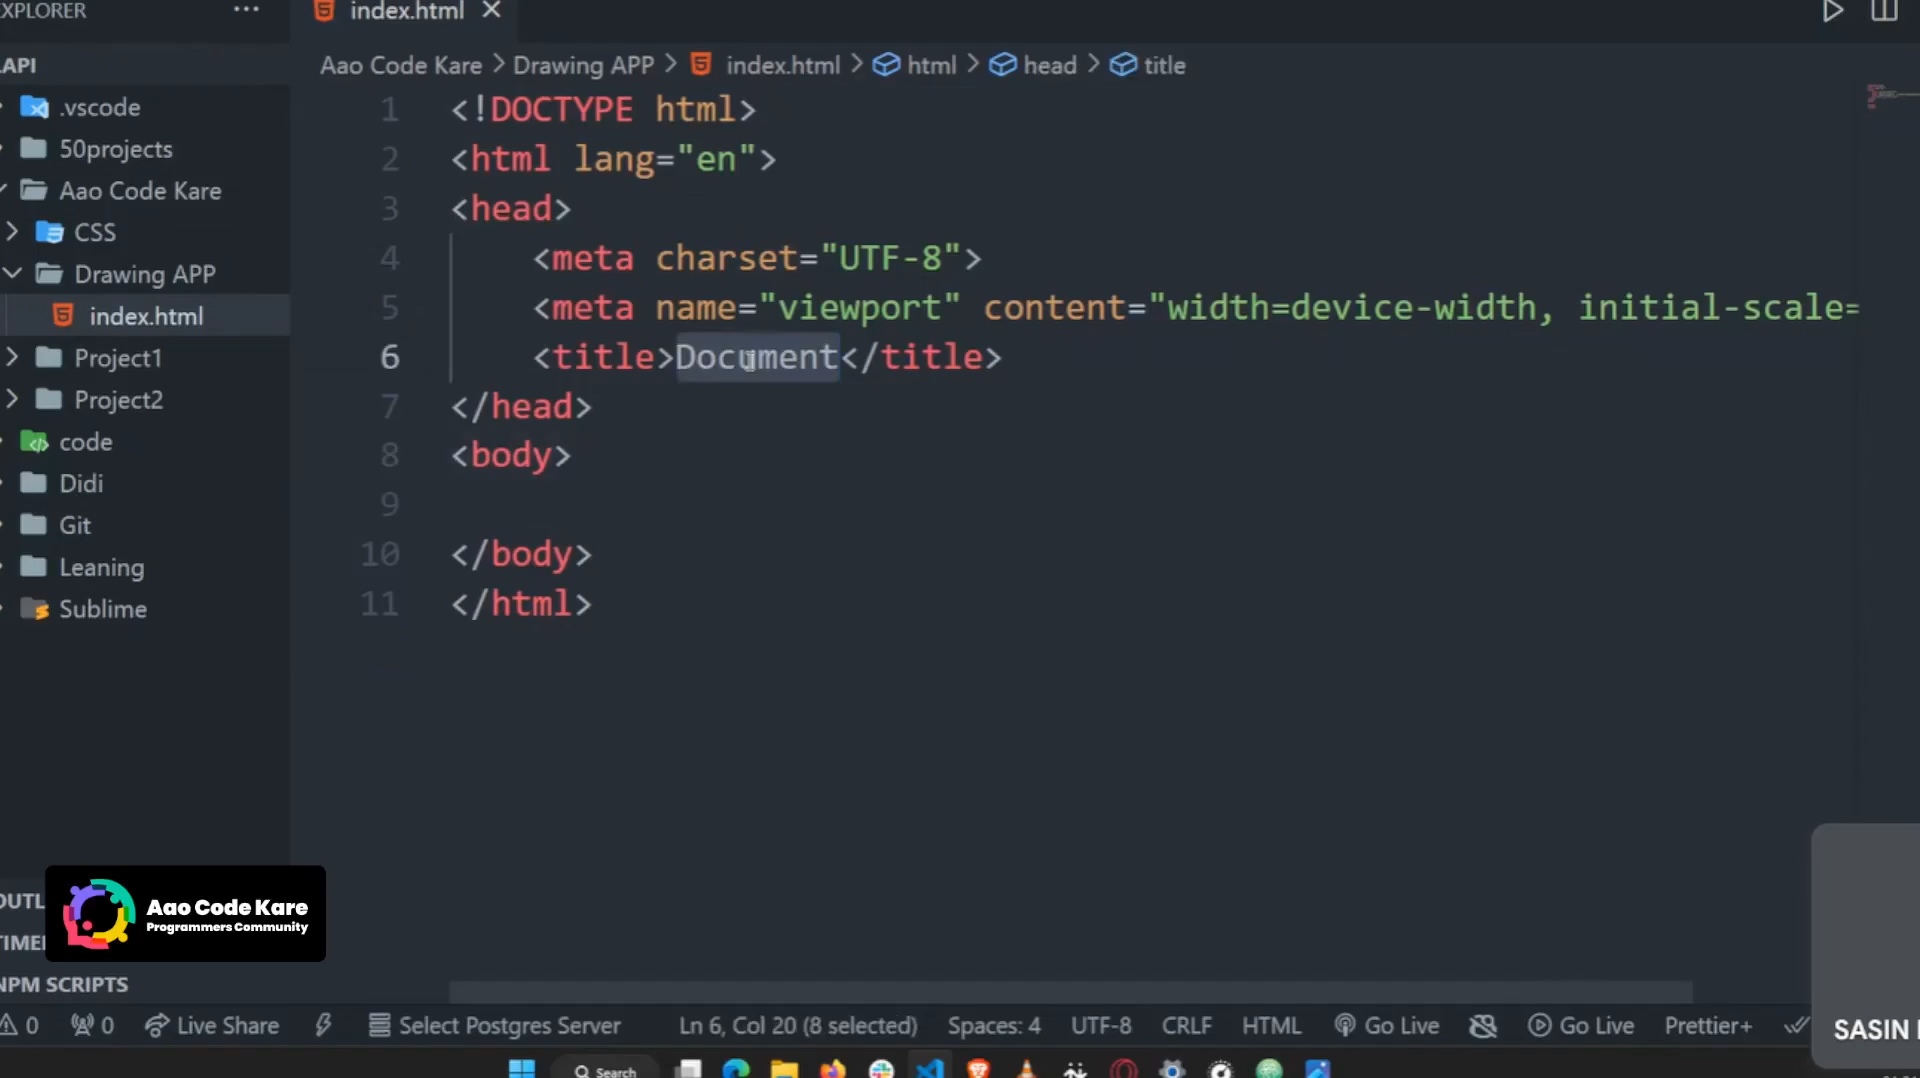 EXPLORER
index.html
API
Aao Code Kare > Drawing APP > index.html > html > head > title
.vscode
50projects
Aao Code Kare
CSS
Drawing APP
index.html
Project1
Project2
code
Didi
Git
Leaning
Sublime
1 <!DOCTYPE html>
2 <html lang="en">
3 <head>
4 <meta charset="UTF-8">
5 <meta name="viewport" content="width=device-width, initial-scale=
6 <title>Document</title>
7 </head>
8 <body>
9
10 </body>
11 </html>
OUTL
Aao Code Kare
Programmers Community
TIMEI
NPM SCRIPTS
0 0 Live Share Select Postgres Server Ln 6, Col 20 (8 selected) Spaces: 4 UTF-8 CRLF HTML Go Live Go Live Prettier+
SASIN
Search